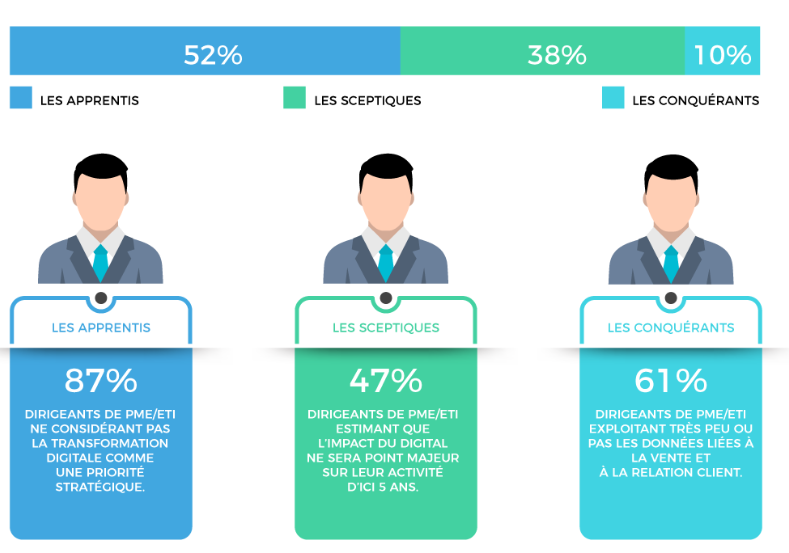 52%
38%
10%
LES APPRENTIS
LES SCEPTIQUES
LES CONQUÉRANTS
LES APPRENTIS
87%
DIRIGEANTS DE PME/ETI
NE CONSIDÉRANT PAS
LA TRANSFORMATION
DIGITALE COMME
UNE PRIORITÉ
STRATÉGIQUE.
LES SCEPTIQUES
47%
DIRIGEANTS DE PME/ETI
ESTIMANT QUE
L'IMPACT DU DIGITAL
NE SERA POINT MAJEUR
SUR LEUR ACTIVITÉ
D'ICI 5 ANS.
LES CONQUÉRANTS
61%
DIRIGEANTS DE PME/ETI
EXPLOITANT TRÈS PEU OU
PAS LES DONNÉES LIÉES À
LA VENTE ET
À LA RELATION CLIENT.